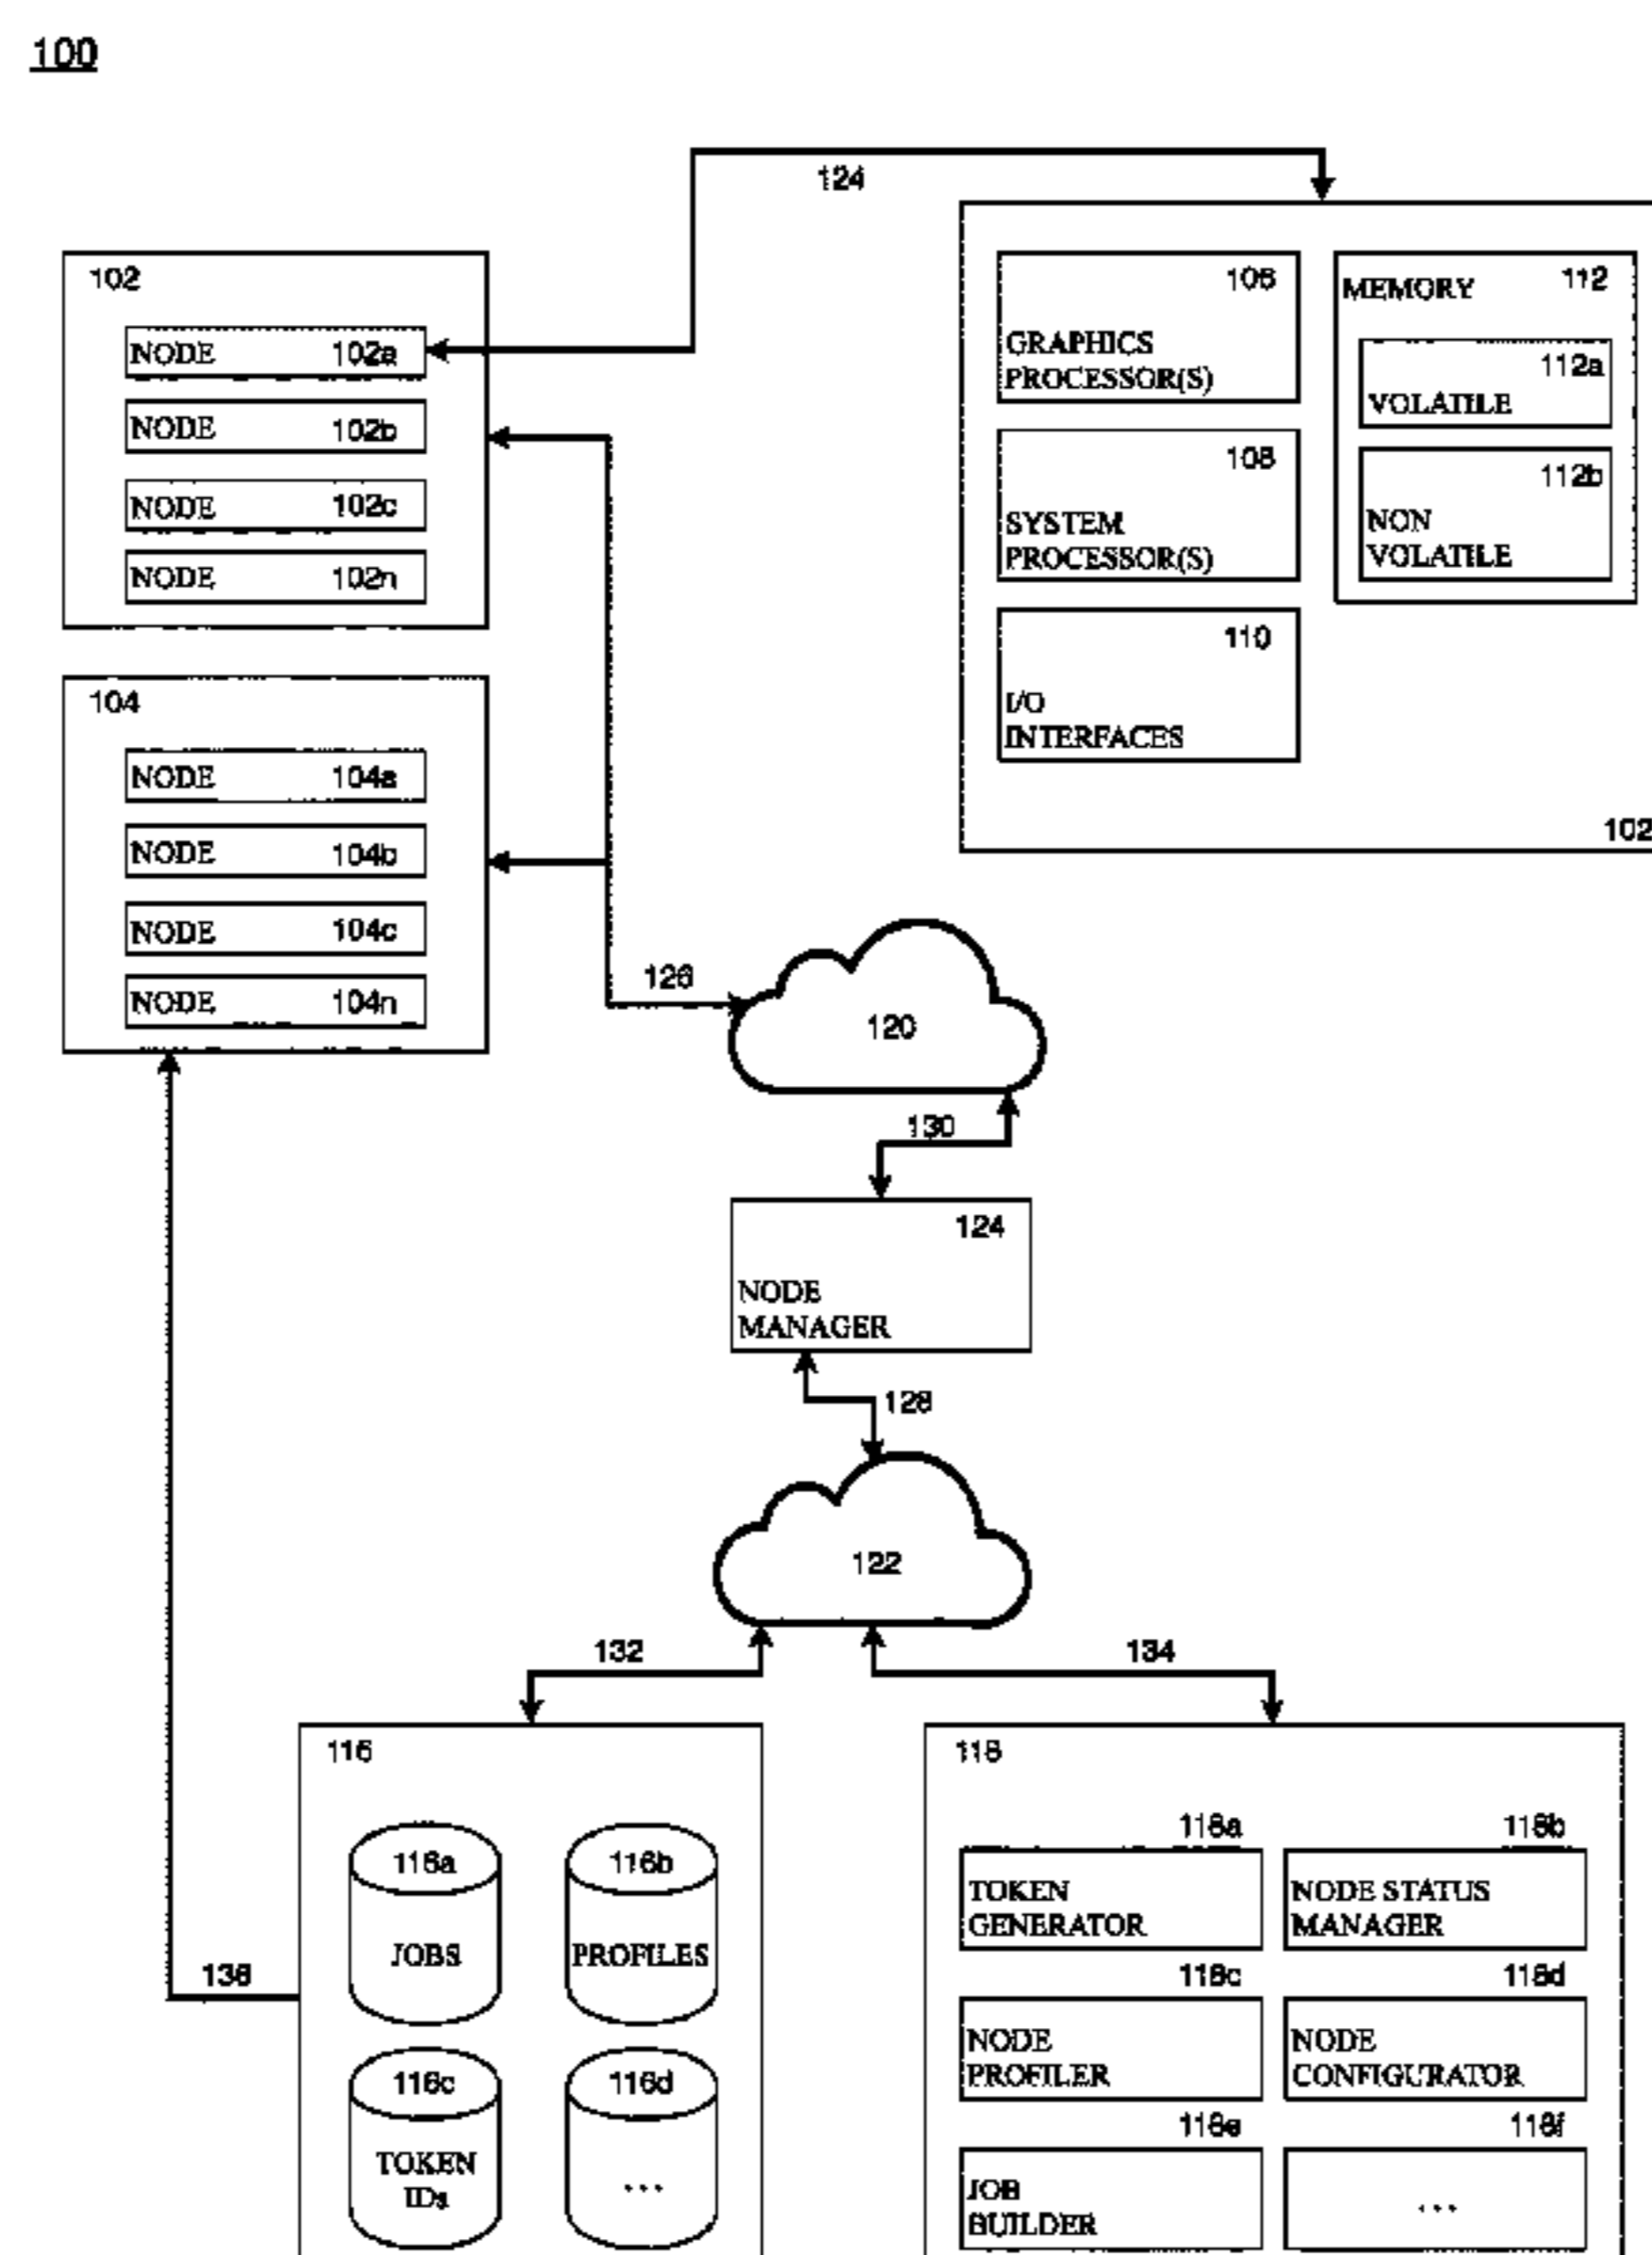 100
124
102
NODE 102a
NODE 102b
NODE 102c
NODE 102n
106
GRAPHICS
PROCESSOR(S)
108
SYSTEM
PROCESSOR(S)
110
I/O
INTERFACES
MEMORY 112
112a
VOLATILE
112b
NON
VOLATILE
102
104
NODE 104a
NODE 104b
NODE 104c
NODE 104n
126
120
130
124
NODE
MANAGER
128
122
132
134
116
116a
JOBS
116b
PROFILES
116c
TOKEN
IDs
116d
...
136
118
118a
TOKEN
GENERATOR
118b
NODE STATUS
MANAGER
118c
NODE
PROFILER
118d
NODE
CONFIGURATOR
118e
JOB
BUILDER
118f
...